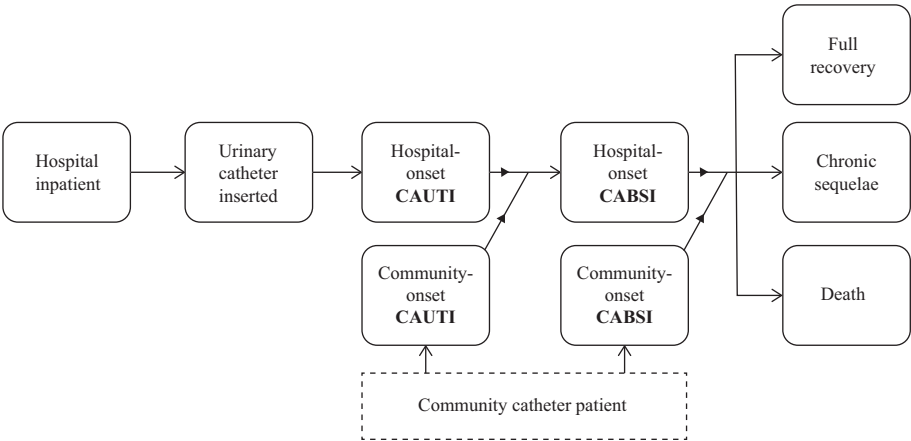 Full
recovery
Hospital
inpatient
Urinary
catheter
inserted
Hospital-
onset
CAUTI
Hospital-
onset
CABSI
Chronic
sequelae
Community-
onset
CAUTI
Community-
onset
CABSI
Death
Community catheter patient